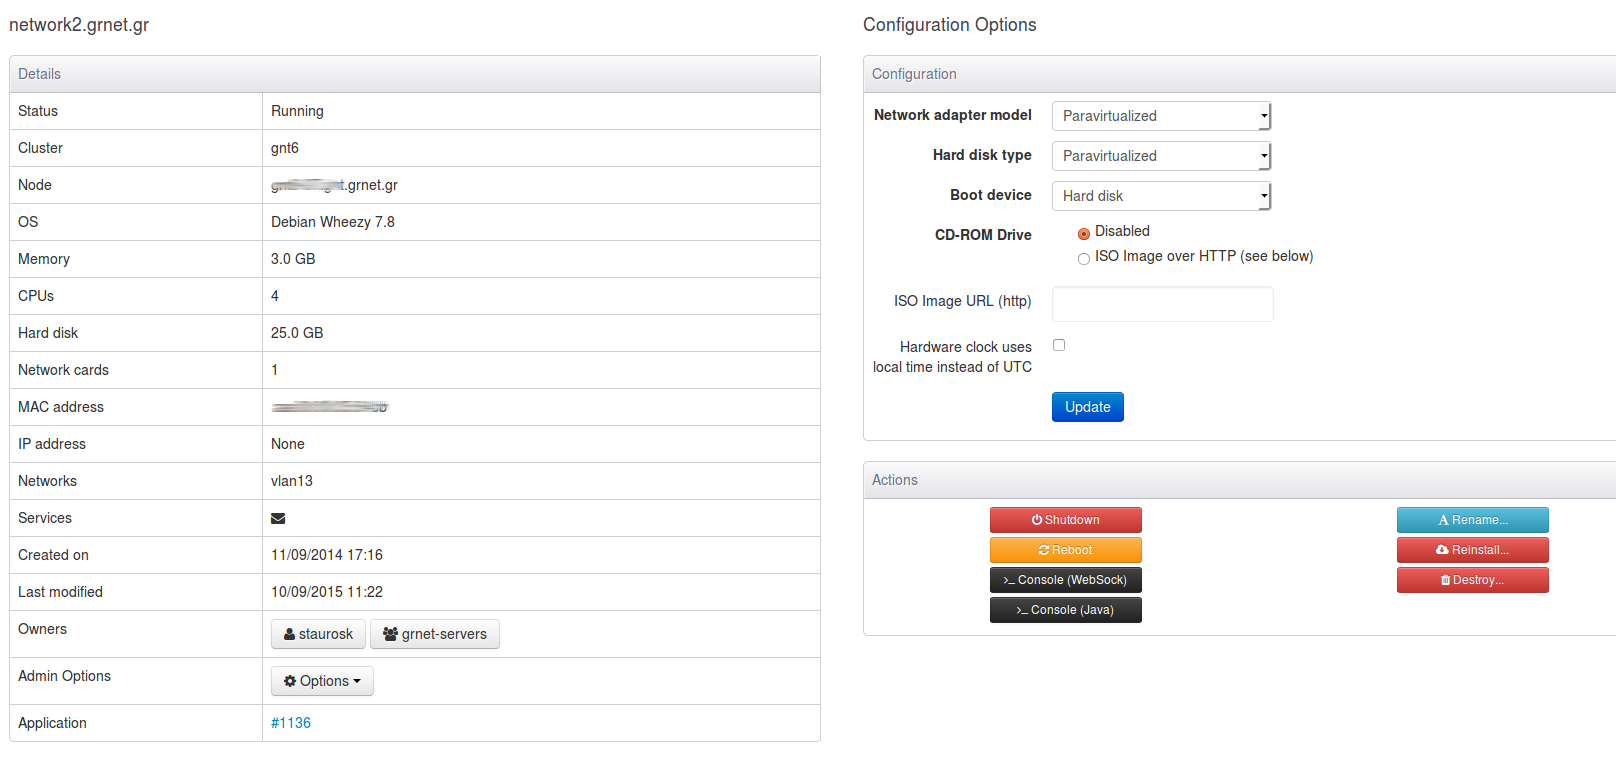 network2.grnet.gr
Details
Status Running
Cluster gnt6
Node .grnet.gr
OS Debian Wheezy 7.8
Memory 3.0 GB
CPUs 4
Hard disk 25.0 GB
Network cards 1
MAC address
IP address None
Networks vlan13
Services
Created on 11/09/2014 17:16
Last modified 10/09/2015 11:22
Owners staurosk grnet-servers
Admin Options Options
Application #1136
Configuration Options
Configuration
Network adapter model Paravirtualized
Hard disk type Paravirtualized
Boot device Hard disk
CD-ROM Drive Disabled
ISO Image over HTTP (see below)
ISO Image URL (http)
Hardware clock uses
local time instead of UTC
Update
Actions
Shutdown
Reboot
>_ Console (WebSock)
>_ Console (Java)
Rename...
Reinstall...
Destroy...